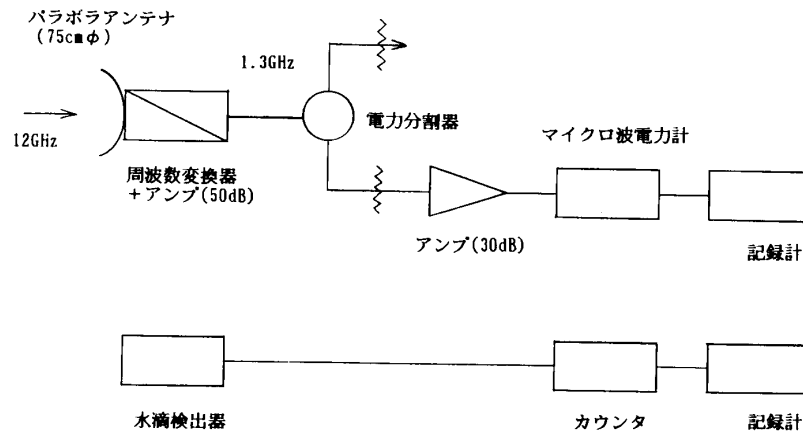 パラボラアンテナ
(75cmφ)
1.3GHz
電力分割器
12GHz
マイクロ波電力計
周波数変換器
+アンプ(50dB)
アンプ(30dB)
記録計
水滴検出器
カウンタ
記録計